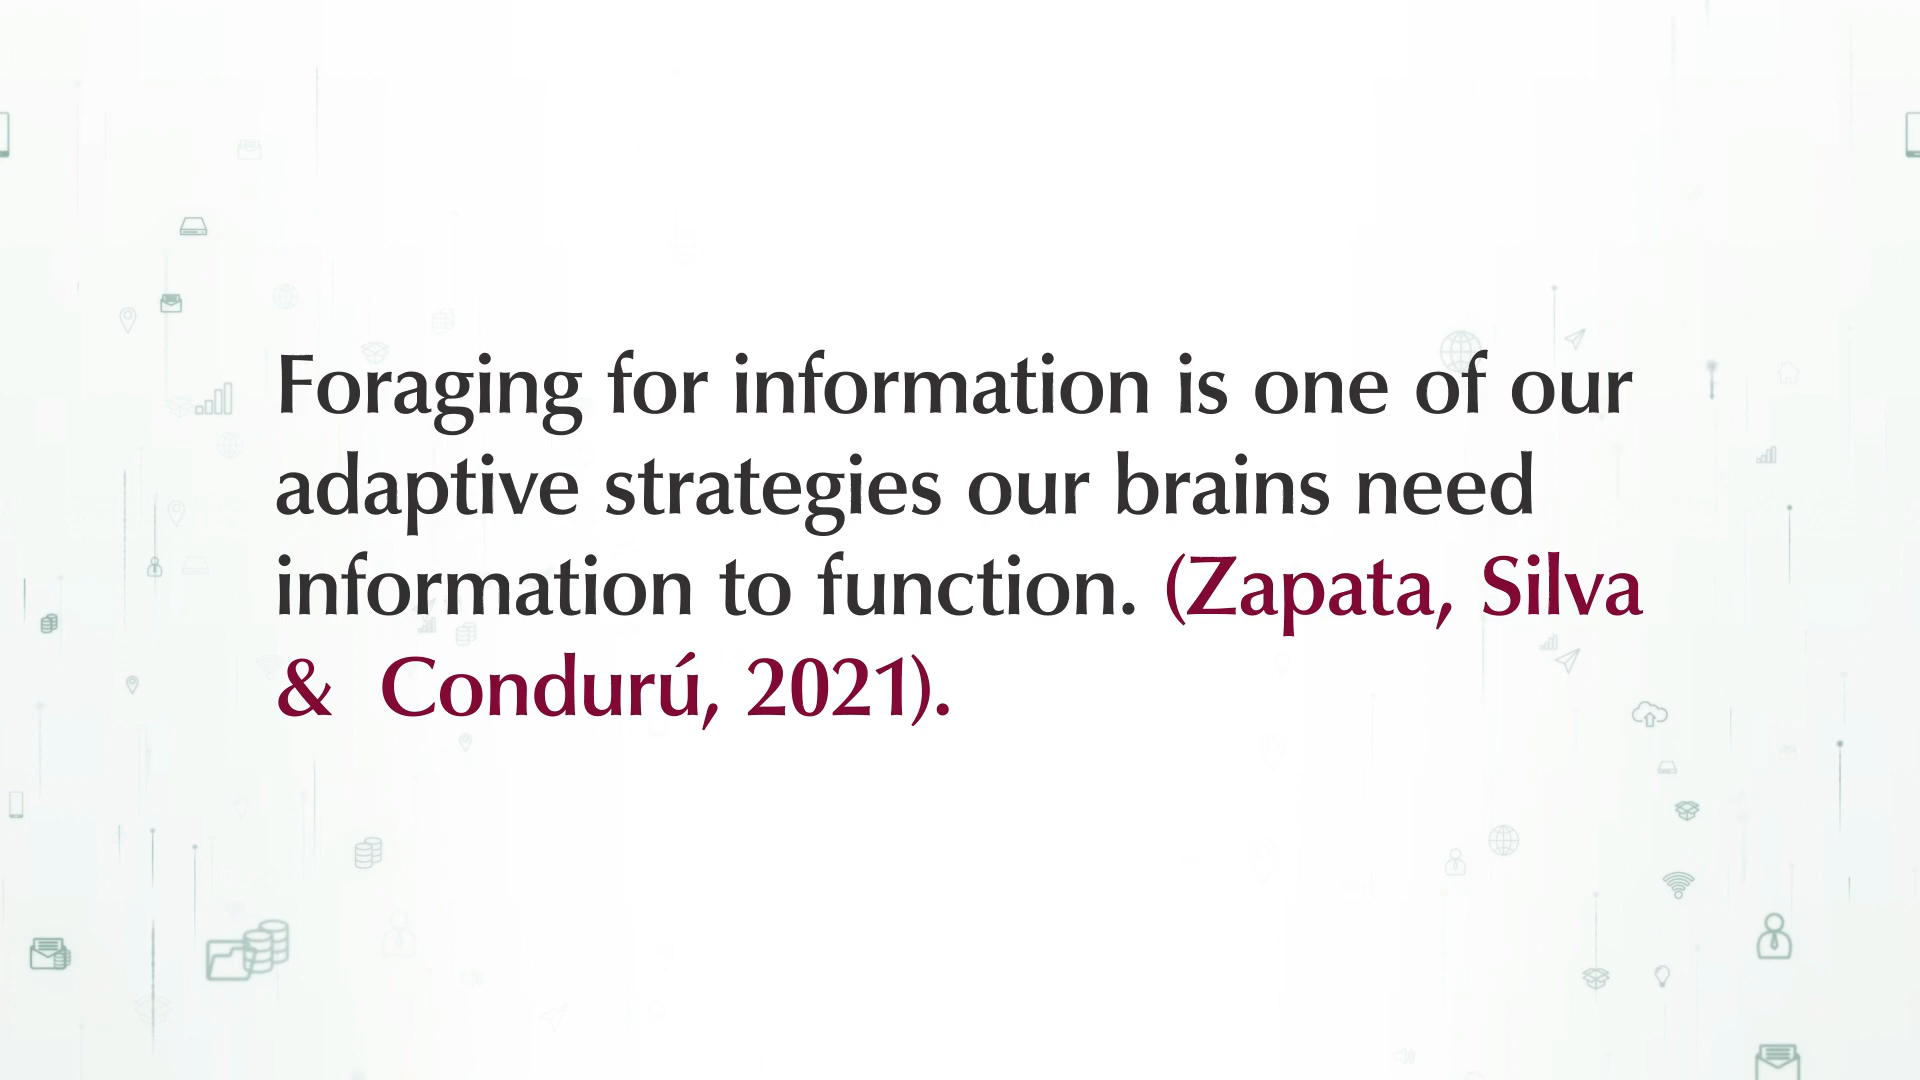 Foraging for information is one of our
adaptive strategies our brains need
information to function. (Zapata, Silva
& Condurú, 2021).